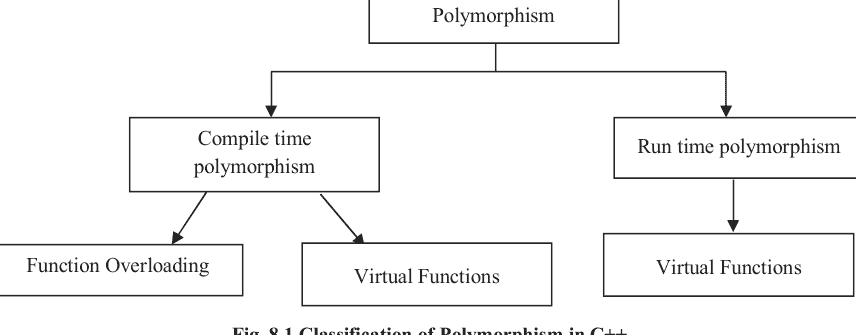 Polymorphism
Compile time
polymorphism
Run time polymorphism
Function Overloading
Virtual Functions
Virtual Functions
Fig. 8.1 Classification of Polymorphism in C++